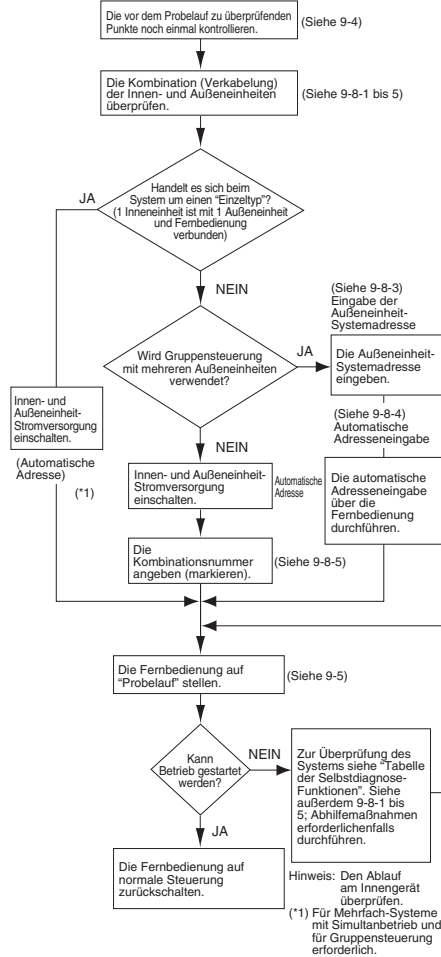 Die vor dem Probelauf zu überprüfenden
Punkte noch einmal kontrollieren.
(Siehe 9-4)
Die Kombination (Verkabelung)
der Innen- und Außeneinheiten
überprüfen.
(Siehe 9-8-1 bis 5)
Handelt es sich beim
System um einen "Einzeltyp"?
(1 Inneneinheit ist mit 1 Außeneinheit
und Fernbedienung
verbunden)
JA
NEIN
(Siehe 9-8-3)
Eingabe der
Außeneinheit-
Systemadresse
Wird Gruppensteuerung
mit mehreren Außeneinheiten
verwendet?
JA
Die Außeneinheit-
Systemadresse
eingeben.
Innen- und
Außeneinheit-
Stromversorgung
einschalten.
(Automatische
Adresse)
(*1)
NEIN
(Siehe 9-8-4)
Automatische
Adresseneingabe
Innen- und Außeneinheit-
Stromversorgung
einschalten.
Automatische
Adresse
Die automatische
Adresseneingabe
über die
Fernbedienung
durchführen.
Die
Kombinationsnummer
angeben (markieren).
(Siehe 9-8-5)
Die Fernbedienung auf
"Probelauf" stellen.
(Siehe 9-5)
Kann
Betrieb gestartet
werden?
NEIN
Zur Überprüfung des
Systems siehe "Tabelle
der Selbstdiagnose-
Funktionen". Siehe
außerdem 9-8-1 bis
5; Abhilfemaßnahmen
erforderlichenfalls
durchführen.
JA
Die Fernbedienung auf
normale Steuerung
zurückschalten.
Hinweis: Den Ablauf
am Innengerät
überprüfen.
(*1) Für Mehrfach-Systeme
mit Simultanbetrieb und
für Gruppensteuerung
erforderlich.